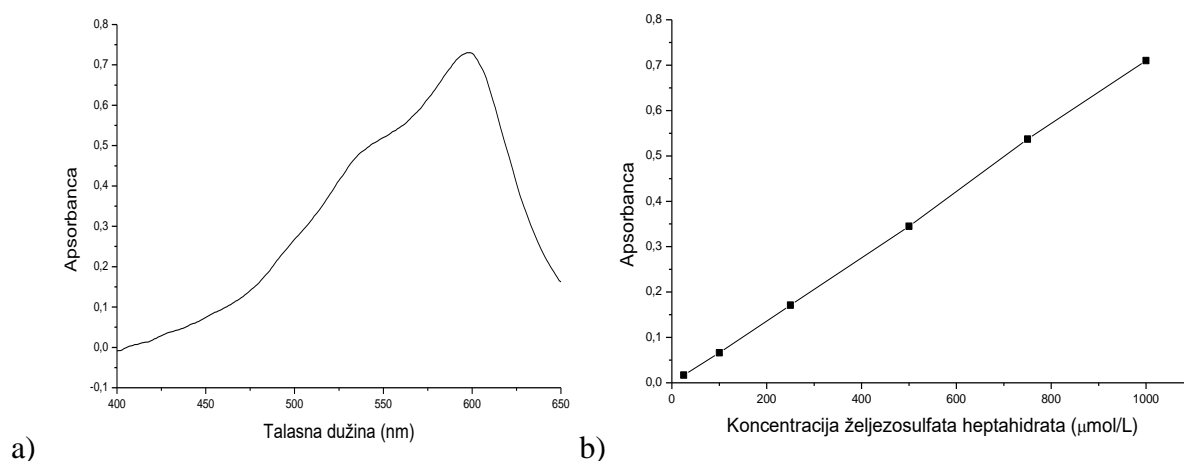 0,8
0,7
0,6
0,5
0,4
0,3
0,2
0,1
0,0
-0,1
Apsorbanca
400 450 500 550 600 650
Talasna dužina (nm)
a)
0,8
0,7
0,6
0,5
0,4
0,3
0,2
0,1
0,0
Apsorbanca
0 200 400 600 800 1000
Koncentracija željezosulfata heptahidrata (μmol/L)
b)